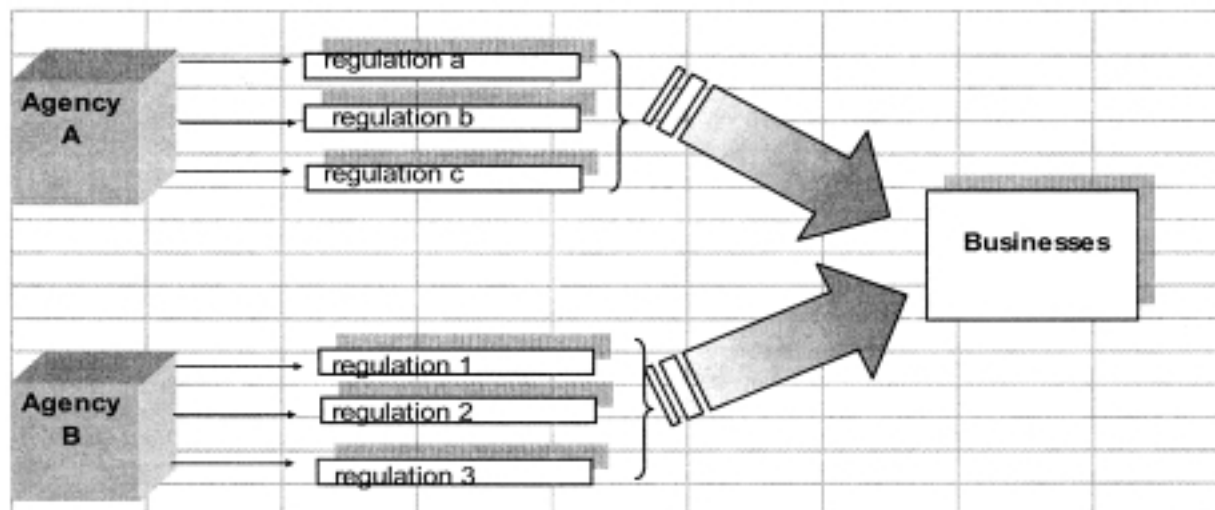 Agency
A
regulation a
regulation b
regulation c
Businesses
Agency
B
regulation 1
regulation 2
regulation 3